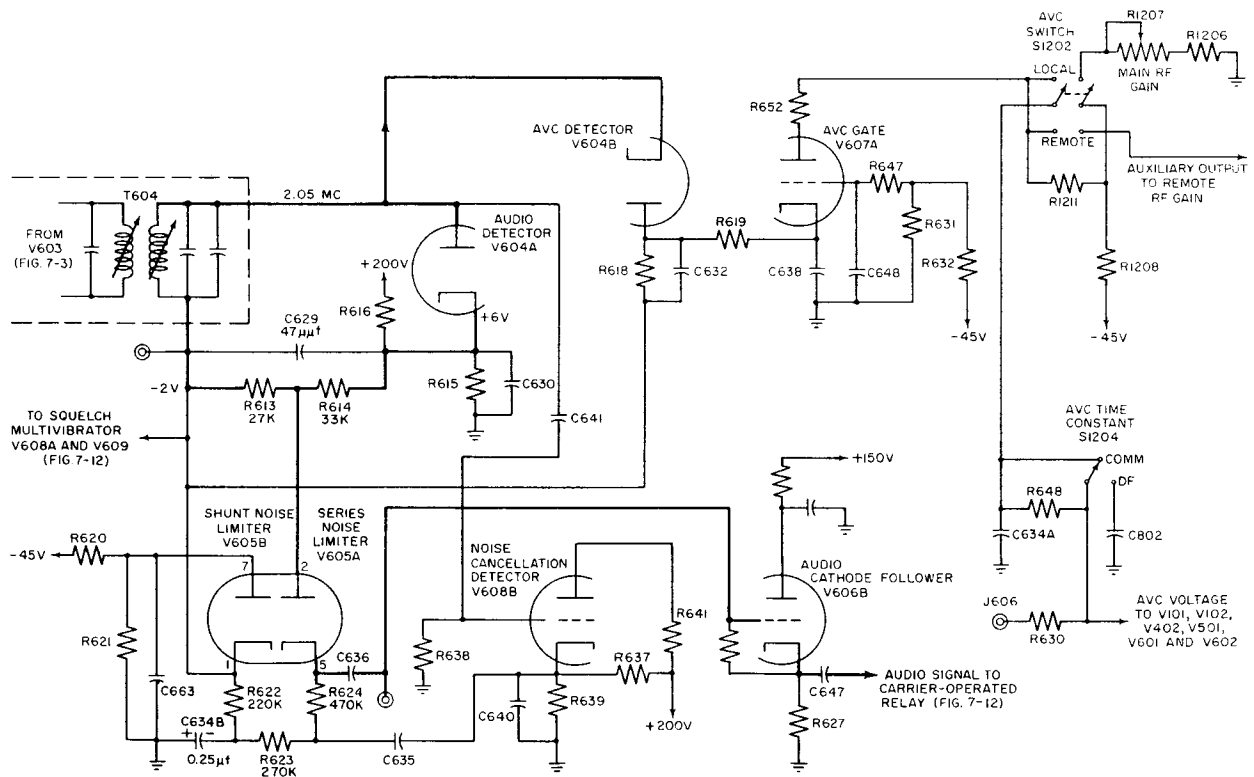 AVC
SWITCH
S1202
R1207
R1206
LOCAL
MAIN RF
GAIN
R652
AVC DETECTOR
V604B
AVC GATE
V607A
REMOTE
AUXILIARY OUTPUT
TO REMOTE
RF GAIN
R647
R1211
T604
2.05 MC
R619
R631
AUDIO
DETECTOR
V604A
FROM
V603
(FIG. 7-3)
+200V
R618
C632
C638
C648
R632
R1208
R616
+6V
C629
47μμf
-45V
-45V
-2V
R613
27K
R614
33K
R615
C630
C641
TO SQUELCH
MULTIVIBRATOR
V608A AND V609
(FIG. 7-12)
AVC TIME
CONSTANT
S1204
COMM
+150V
DF
SHUNT NOISE
LIMITER
V605B
SERIES
NOISE
LIMITER
V605A
R648
-45V
R620
C634A
C802
7
2
NOISE
CANCELLATION
DETECTOR
V608B
AUDIO
CATHODE FOLLOWER
V606B
J606
R641
R630
AVC VOLTAGE
TO V101, V102,
V402, V501,
V601 AND V602
R621
R638
1
5
C636
R637
C663
R622
220K
R624
470K
C647
AUDIO SIGNAL TO
CARRIER-OPERATED
RELAY (FIG. 7-12)
C640
R639
R627
+200V
C634B
+ -
0.25μf
R623
270K
C635